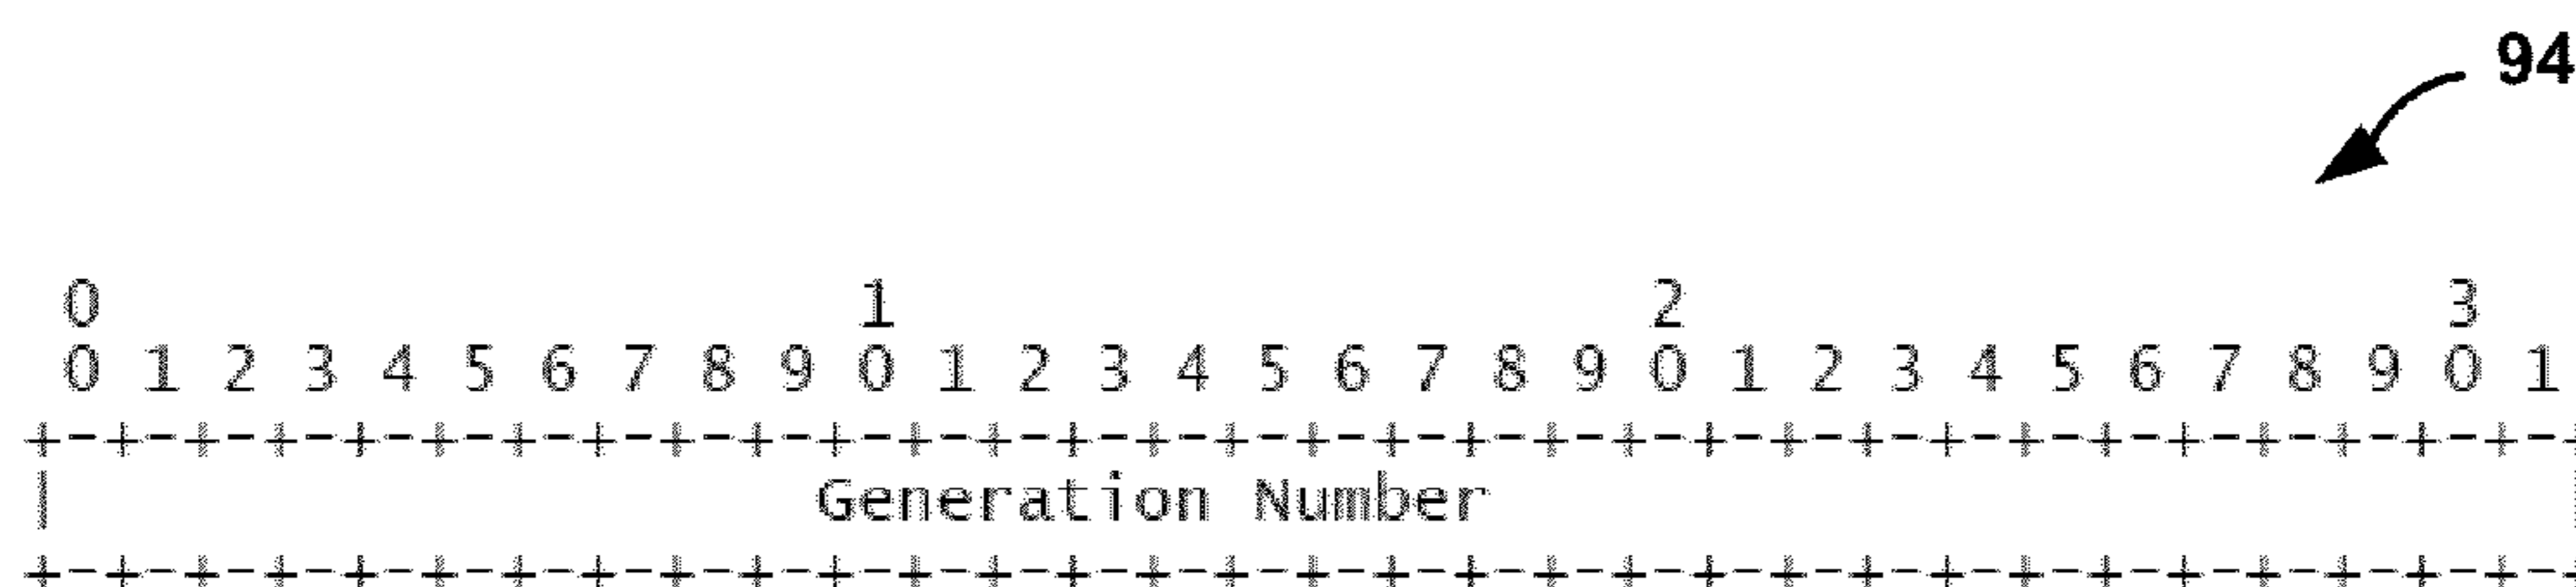 94
0 1 2 3
0 1 2 3 4 5 6 7 8 9 0 1 2 3 4 5 6 7 8 9 0 1 2 3 4 5 6 7 8 9 0 1
+-+-+-+-+-+-+-+-+-+-+-+-+-+-+-+-+-+-+-+-+-+-+-+-+-+-+-+-+-+-+-+-+
| Generation Number |
+-+-+-+-+-+-+-+-+-+-+-+-+-+-+-+-+-+-+-+-+-+-+-+-+-+-+-+-+-+-+-+-